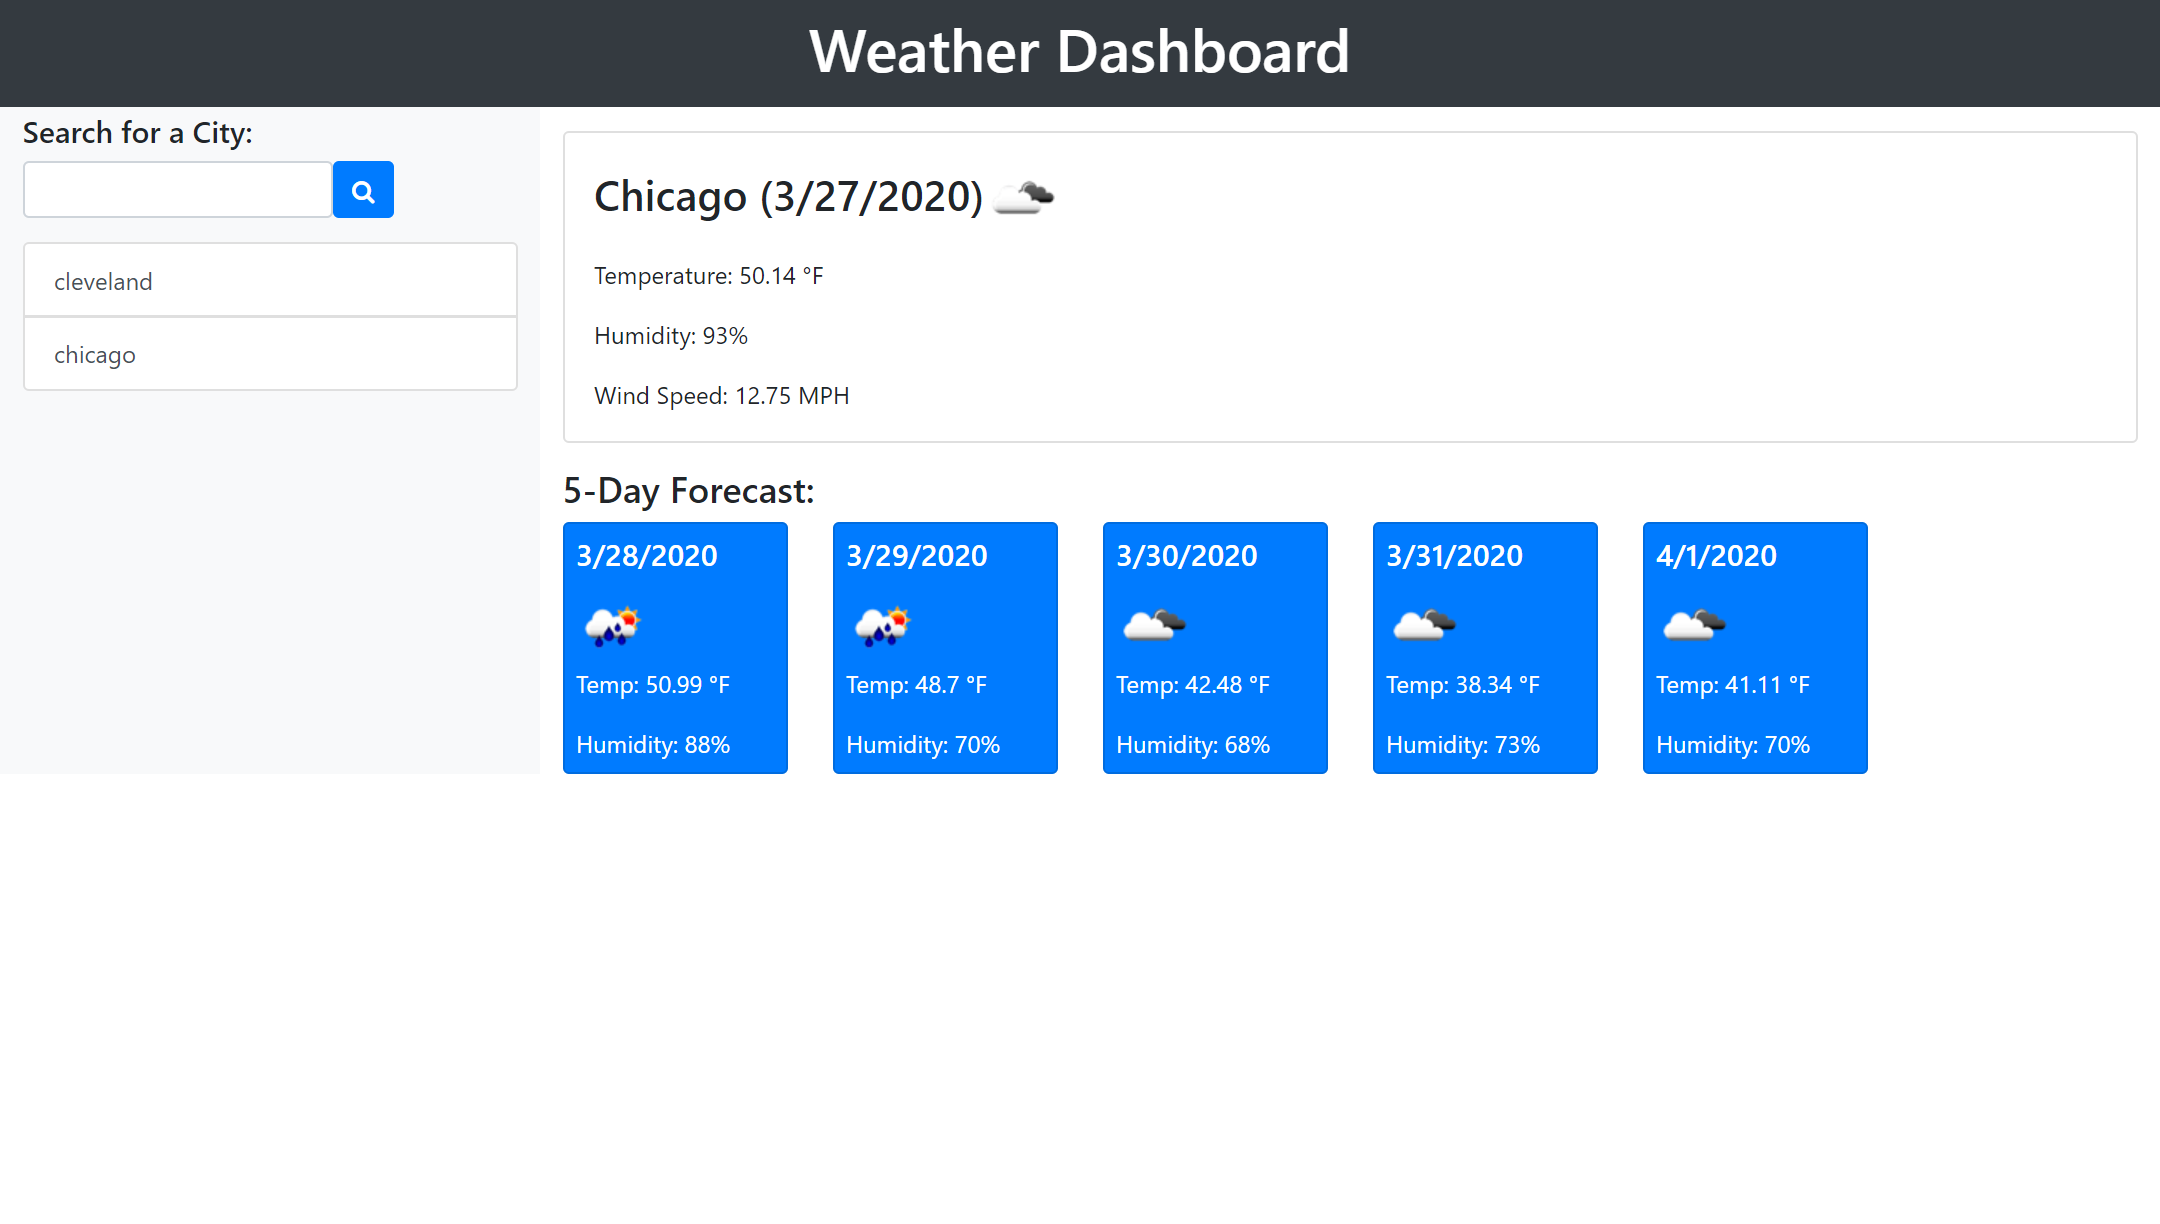 Weather Dashboard
Search for a City:
cleveland
chicago
Chicago (3/27/2020)
Temperature: 50.14 °F
Humidity: 93%
Wind Speed: 12.75 MPH
5-Day Forecast:
3/28/2020
Temp: 50.99 °F
Humidity: 88%
3/29/2020
Temp: 48.7 °F
Humidity: 70%
3/30/2020
Temp: 42.48 °F
Humidity: 68%
3/31/2020
Temp: 38.34 °F
Humidity: 73%
4/1/2020
Temp: 41.11 °F
Humidity: 70%